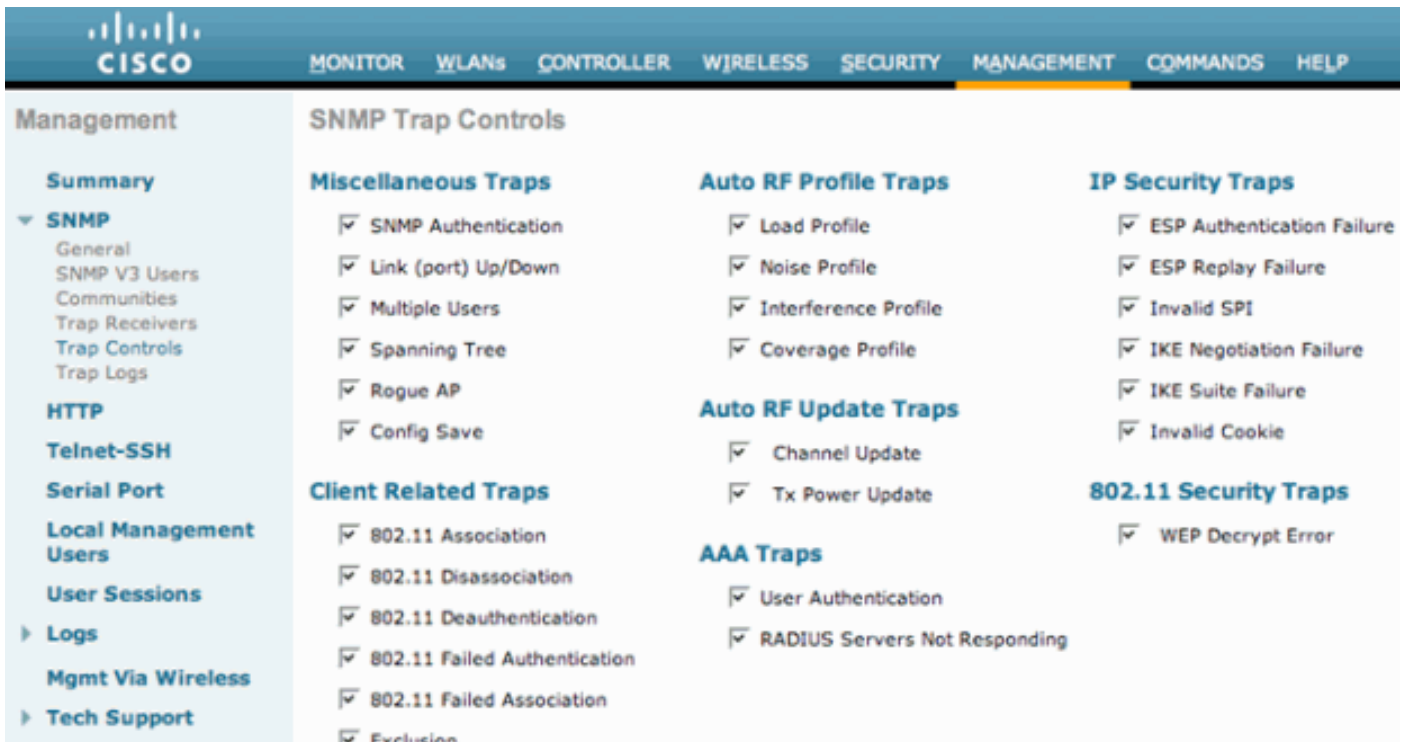 CISCO
MONITOR WLANs CONTROLLER WIRELESS SECURITY MANAGEMENT COMMANDS HELP
Management
Summary
SNMP
General
SNMP V3 Users
Communities
Trap Receivers
Trap Controls
Trap Logs
HTTP
Telnet-SSH
Serial Port
Local Management
Users
User Sessions
Logs
Mgmt Via Wireless
Tech Support
SNMP Trap Controls
Miscellaneous Traps
SNMP Authentication
Link (port) Up/Down
Multiple Users
Spanning Tree
Rogue AP
Config Save
Client Related Traps
802.11 Association
802.11 Disassociation
802.11 Deauthentication
802.11 Failed Authentication
802.11 Failed Association
Exclusion
Auto RF Profile Traps
Load Profile
Noise Profile
Interference Profile
Coverage Profile
Auto RF Update Traps
Channel Update
Tx Power Update
AAA Traps
User Authentication
RADIUS Servers Not Responding
IP Security Traps
ESP Authentication Failure
ESP Replay Failure
Invalid SPI
IKE Negotiation Failure
IKE Suite Failure
Invalid Cookie
802.11 Security Traps
WEP Decrypt Error